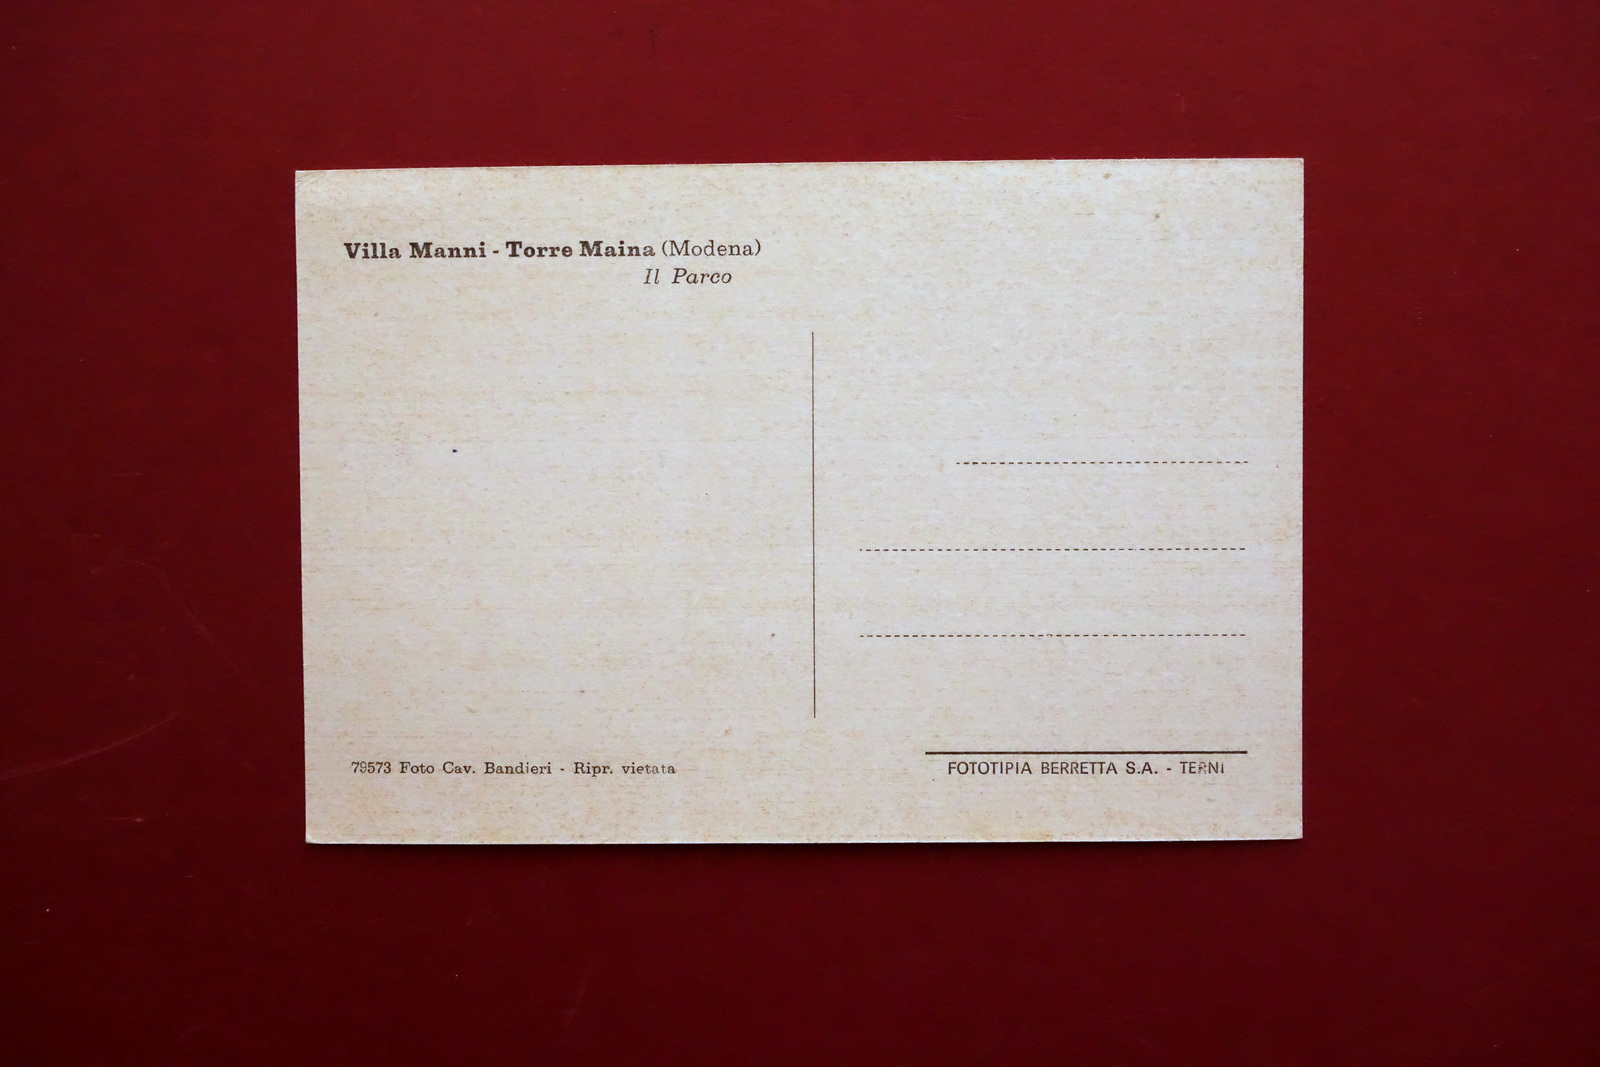 Villa Manni - Torre Maina (Modena)
Il Parco
79573 Foto Cav. Bandieri - Ripr. vietata
FOTOTIPIA BERRETTA S.A. - TERNI